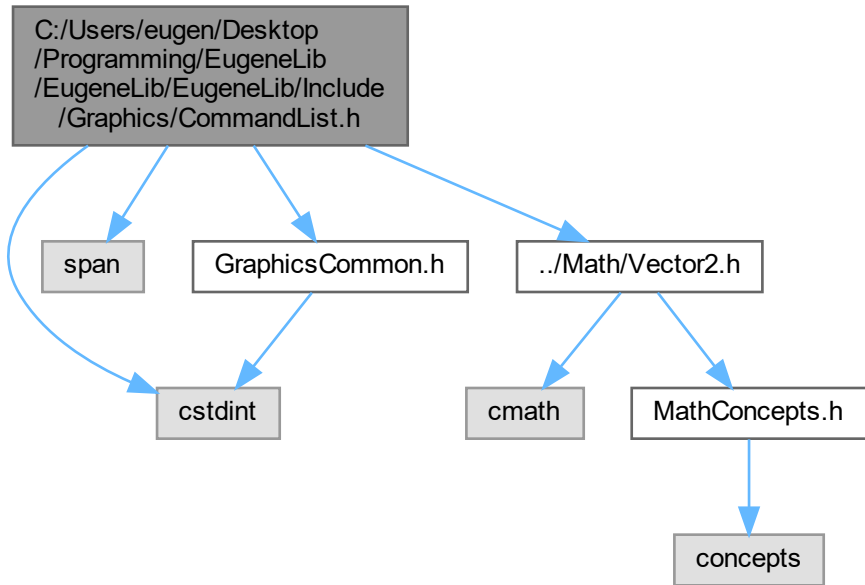 C:/Users/eugen/Desktop
/Programming/EugeneLib
/EugeneLib/EugeneLib/Include
/Graphics/CommandList.h
span
GraphicsCommon.h
../Math/Vector2.h
cstdint
cmath
MathConcepts.h
concepts